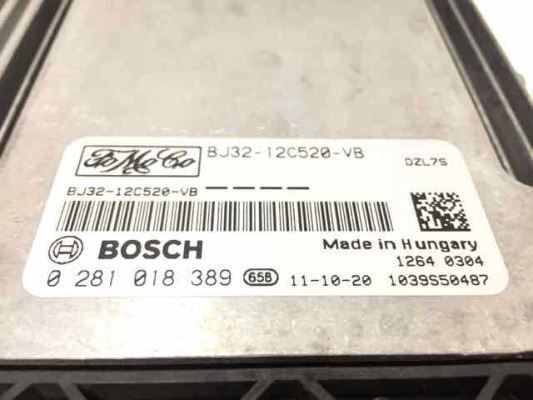 FoMoCo BJ32-12C520-VB DZL7S
BJ32-12C520-VB
BOSCH Made in Hungary
1264 0304
0 281 018 389 65B 11-10-20 1039S50487